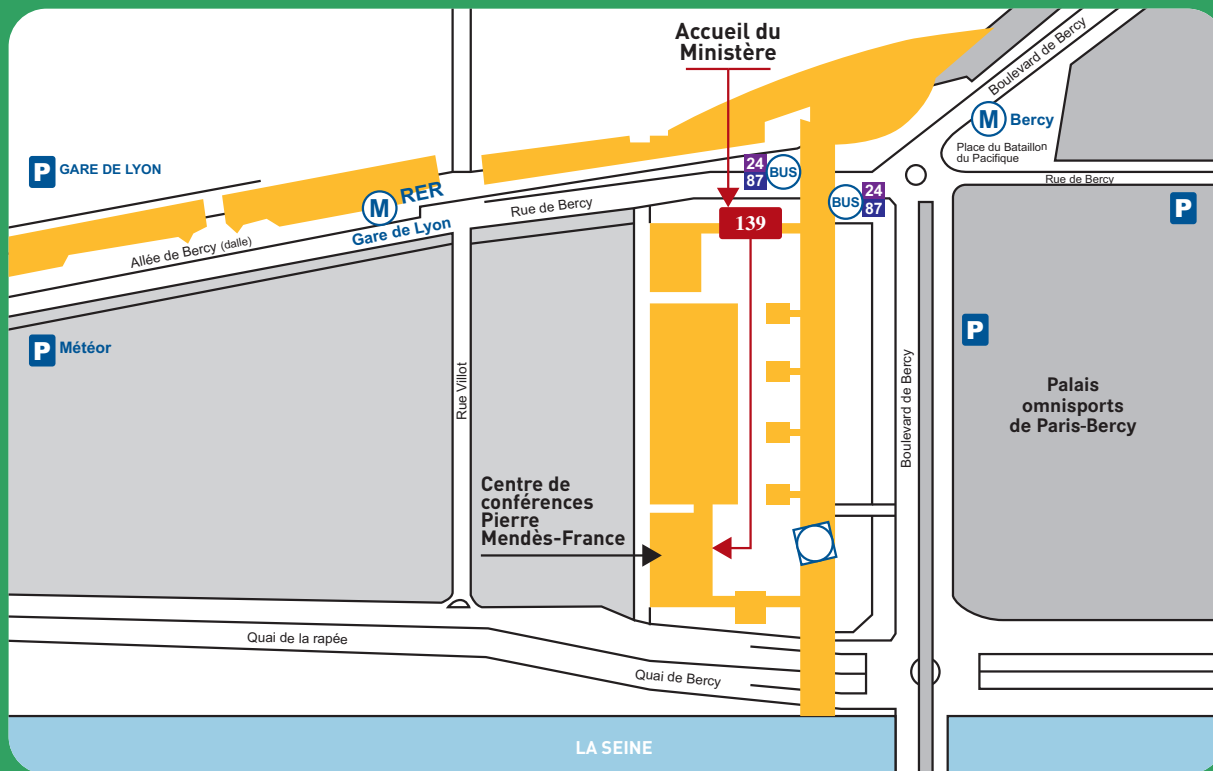 Accueil du
Ministère
Boulevard de Bercy
M Bercy
Place du Bataillon
du Pacifique
P GARE DE LYON
24
87
BUS
M RER
Gare de Lyon
Rue de Bercy
BUS
24
87
Rue de Bercy
139
P
Allée de Bercy (dalle)
P Météor
P
Rue Villot
Boulevard de Bercy
Palais
omnisports
de Paris-Bercy
Centre de
conférences
Pierre
Mendès-France
Quai de la rapée
Quai de Bercy
LA SEINE